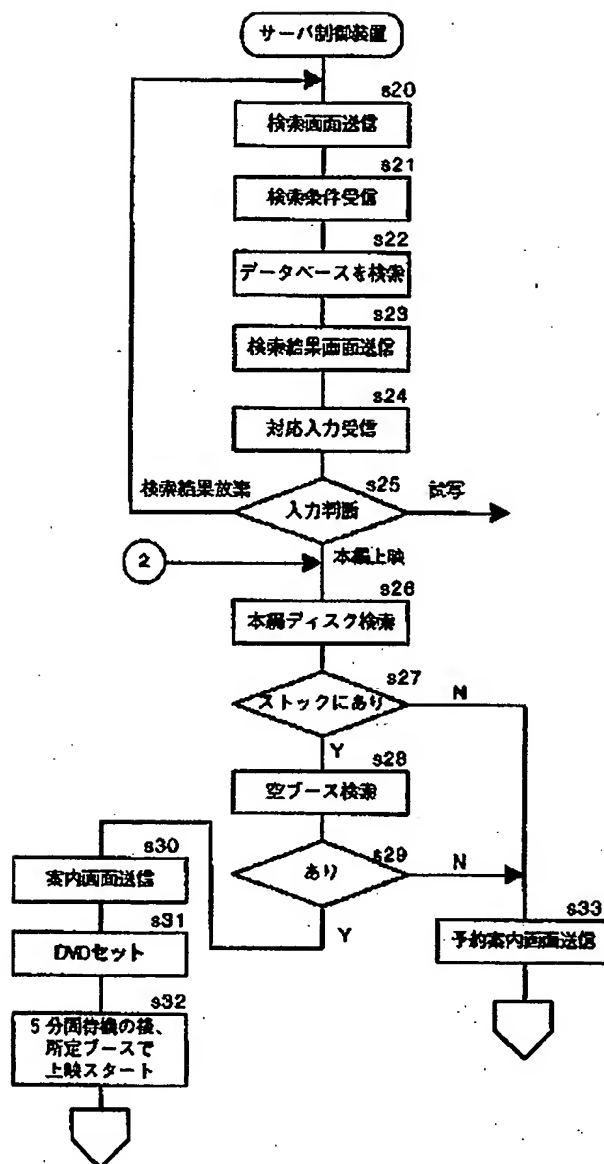 サーバ制御装置
s20
検索画面送信
s21
検索条件受信
s22
データベースを検索
s23
検索結果画面送信
s24
対応入力受信
検索結果放棄
s25
試写
入力判断
2
本編上映
s26
本編ディスク検索
s27
ストックにあり
N
Y
s28
空ブース検索
s30
s29
案内画面送信
あり
N
s33
s31
Y
予約案内画面送信
DVDセット
s32
5分間待機の後、
所定ブースで
上映スタート